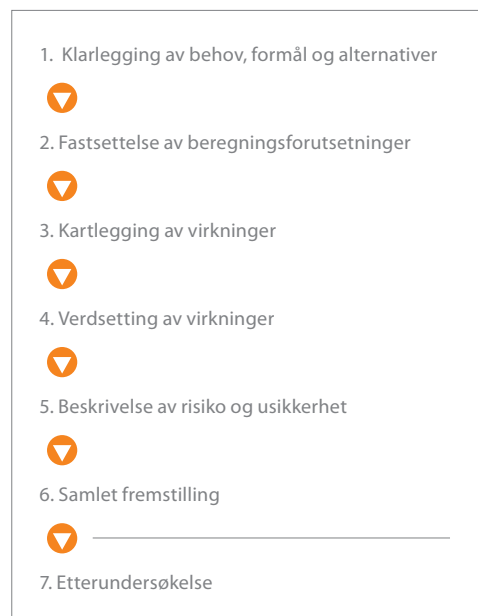 1. Klarlegging av behov, formål og alternativer
2. Fastsettelse av beregningsforutsetninger
3. Kartlegging av virkninger
4. Verdsetting av virkninger
5. Beskrivelse av risiko og usikkerhet
6. Samlet fremstilling
7. Etterundersøkelse